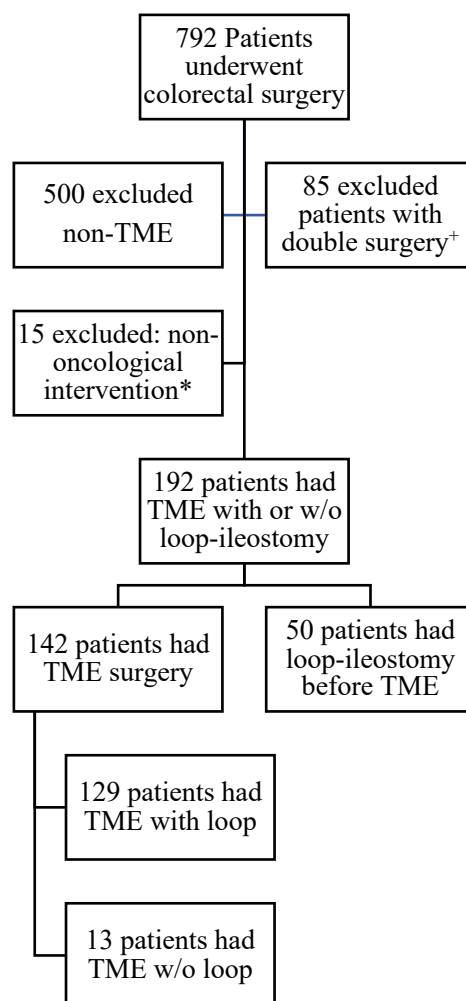 792 Patients
underwent
colorectal surgery
500 excluded
non-TME
85 excluded
patients with
double surgery⁺
15 excluded: non-
oncological
intervention*
192 patients had
TME with or w/o
loop-ileostomy
142 patients had
TME surgery
50 patients had
loop-ileostomy
before TME
129 patients had
TME with loop
13 patients had
TME w/o loop